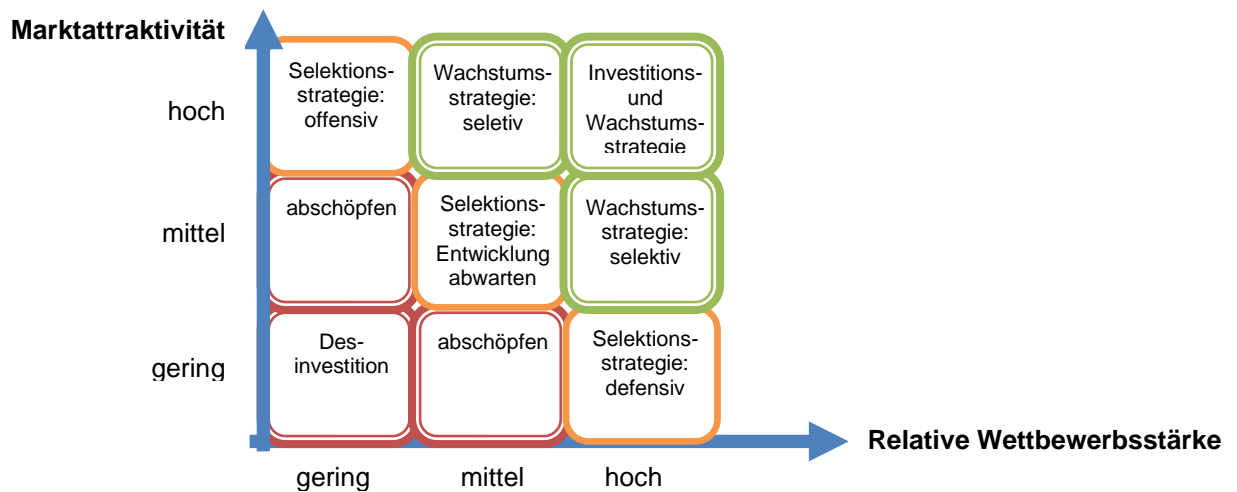 Marktattraktivität
hoch
Selektions-
strategie:
offensiv
Wachstums-
strategie:
seletiv
Investitions-
und
Wachstums-
strategie
mittel
abschöpfen
Selektions-
strategie:
Entwicklung
abwarten
Wachstums-
strategie:
selektiv
gering
Des-
investition
abschöpfen
Selektions-
strategie:
defensiv
Relative Wettbewerbsstärke
gering
mittel
hoch